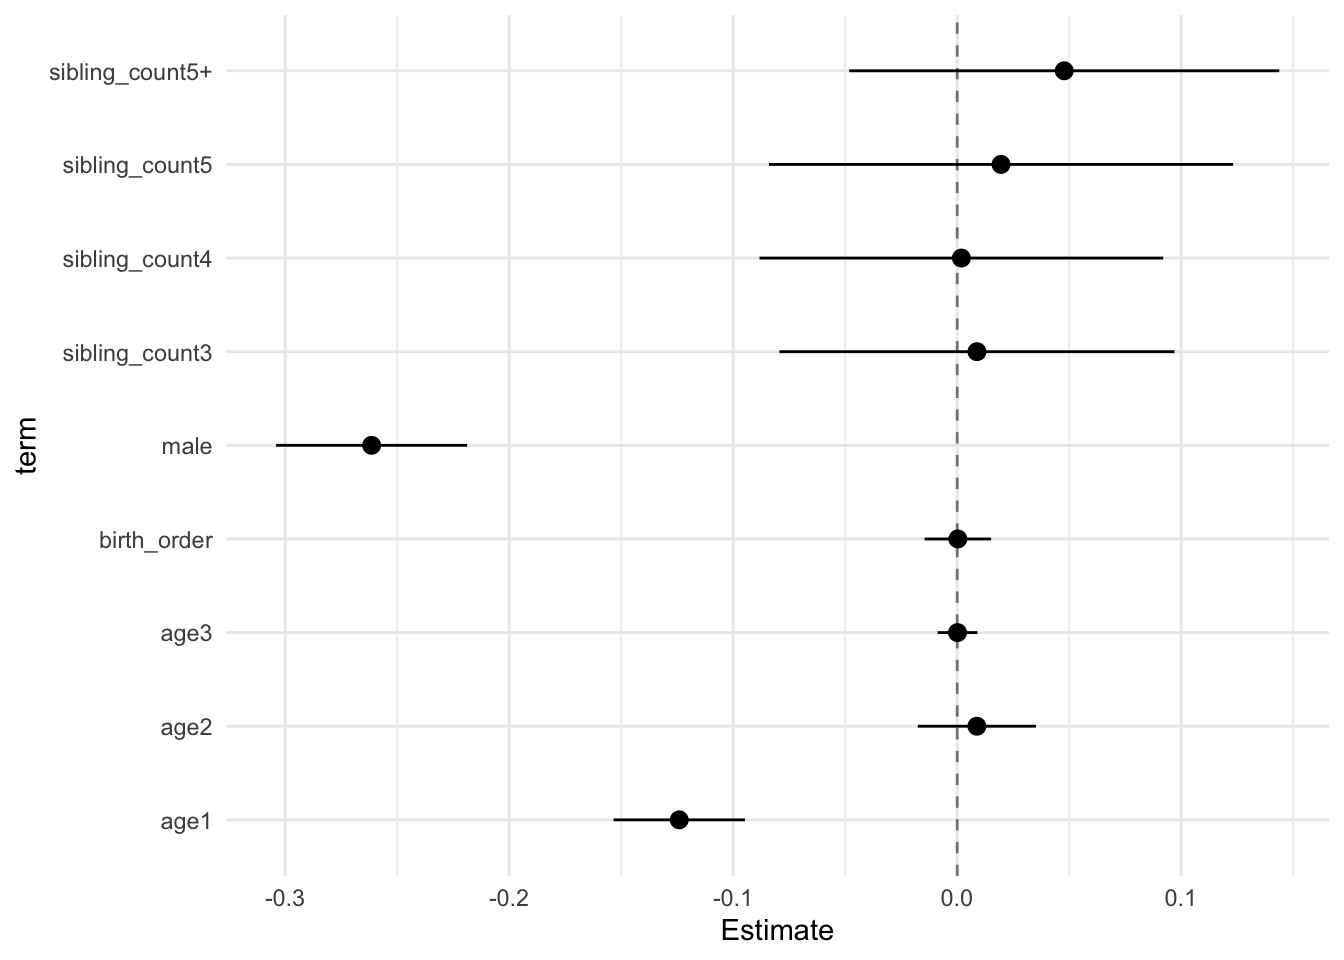 sibling_count5+
sibling_count5
sibling_count4
sibling_count3
male
birth_order
age3
age2
age1
term
-0.3 -0.2 -0.1 0.0 0.1
Estimate